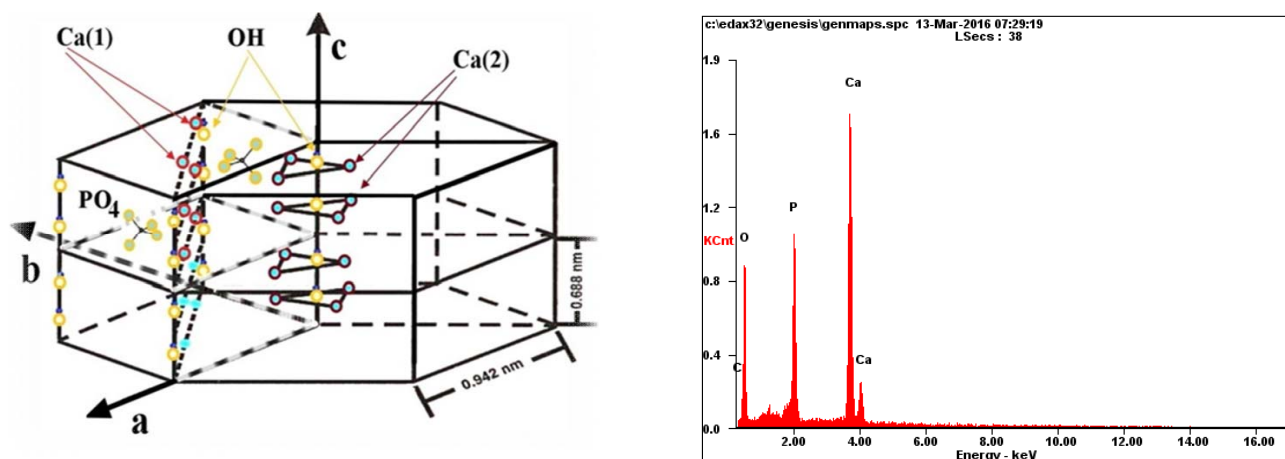 Ca(1)
OH
c
Ca(2)
PO4
b
a
0.688 nm
0.942 nm
c:\edax32\genesis\genmaps.spc 13-Mar-2016 07:29:19
LSecs : 38
1.9
1.6
1.2
KCnt
0.8
0.4
0.0
C
O
P
Ca
Ca
2.00 4.00 6.00 8.00 10.00 12.00 14.00 16.00
Energy - keV